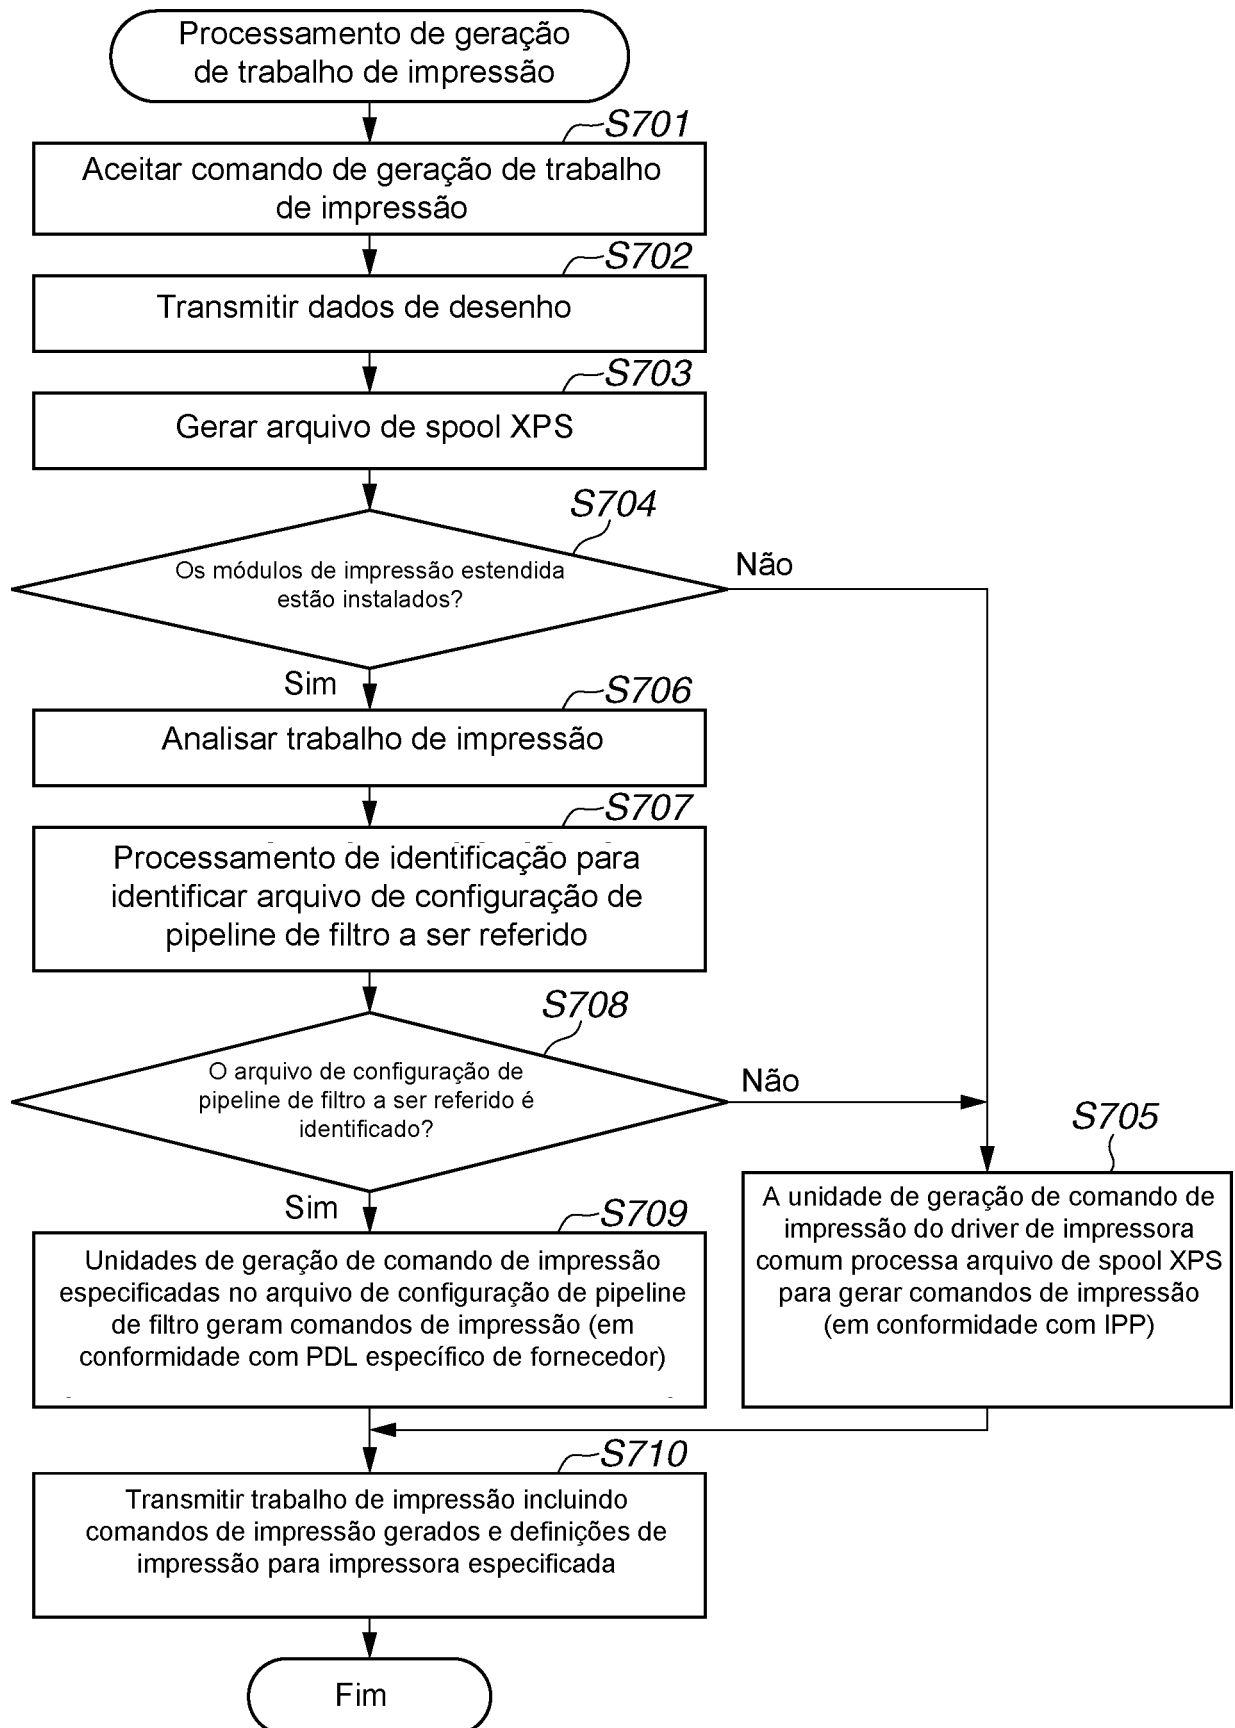 Processamento de geração
de trabalho de impressão
S701
Aceitar comando de geração de trabalho
de impressão
S702
Transmitir dados de desenho
S703
Gerar arquivo de spool XPS
S704
Os módulos de impressão estendida
estão instalados?
Não
Sim
S706
Analisar trabalho de impressão
S707
Processamento de identificação para
identificar arquivo de configuração de
pipeline de filtro a ser referido
S708
O arquivo de configuração de
pipeline de filtro a ser referido é
identificado?
Não
Sim
S705
A unidade de geração de comando de
impressão do driver de impressora
comum processa arquivo de spool XPS
para gerar comandos de impressão
(em conformidade com IPP)
S709
Unidades de geração de comando de impressão
especificadas no arquivo de configuração de pipeline
de filtro geram comandos de impressão (em
conformidade com PDL específico de fornecedor)
S710
Transmitir trabalho de impressão incluindo
comandos de impressão gerados e definições de
impressão para impressora especificada
Fim